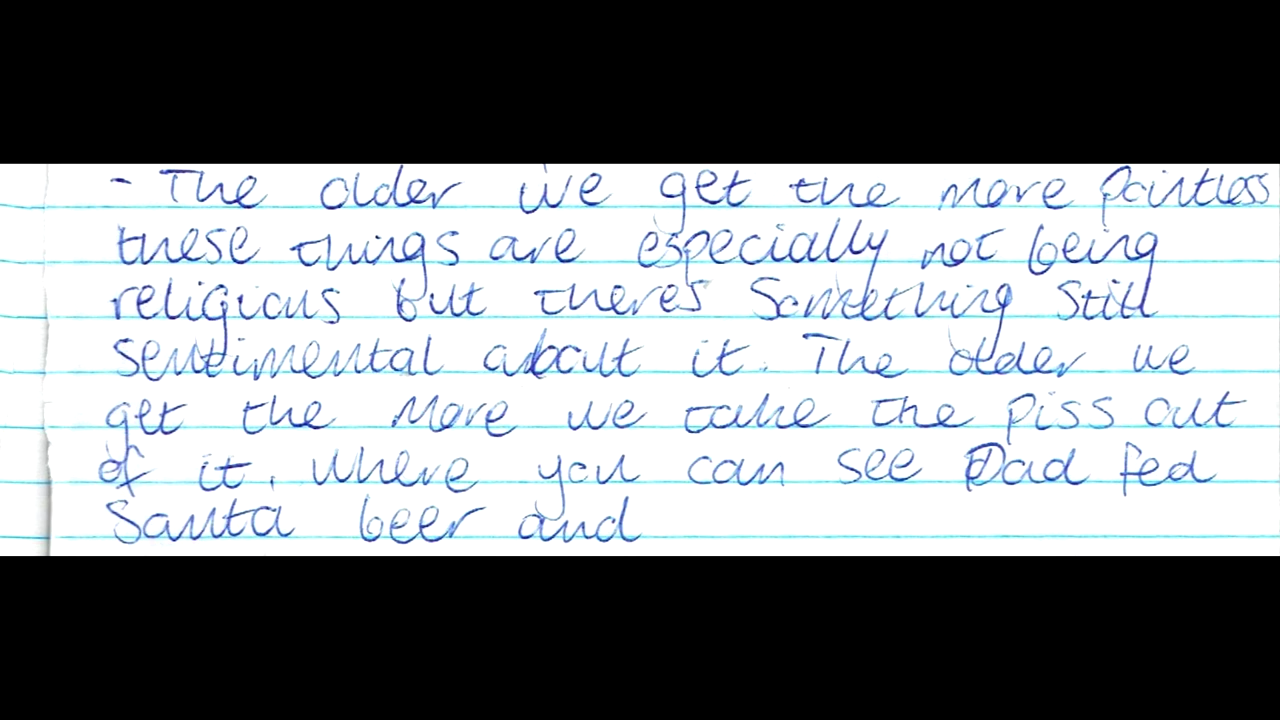 - The older we get the more pointless
these things are especially not being
religious but theres something still
sentimental about it. The older we
get the more we take the piss out
of it. Where you can see Dad fed
Santa beer and